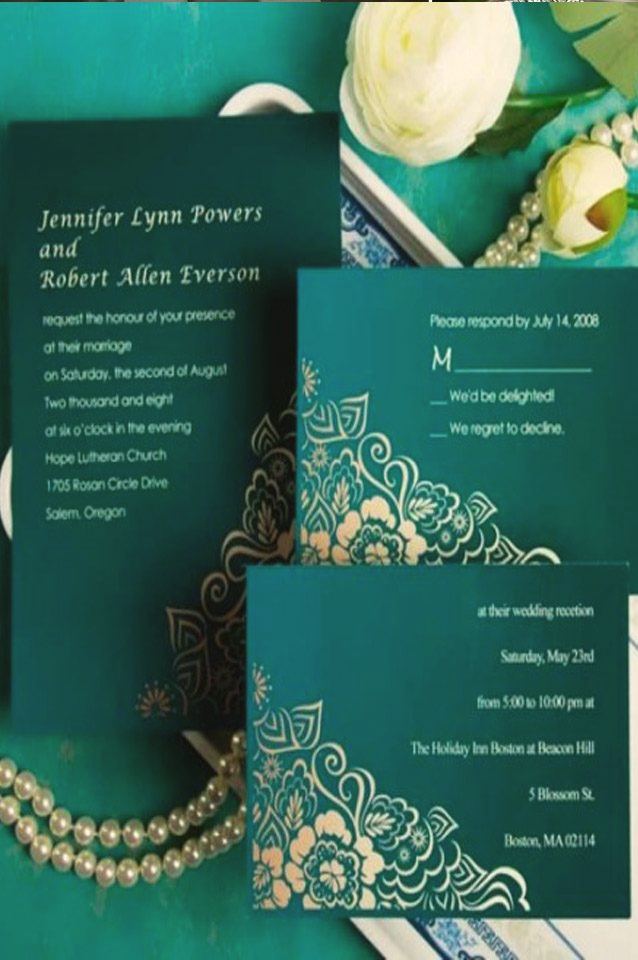 Jennifer Lynn Powers
and
Robert Allen Everson
request the honour of your presence
at their marriage
on Saturday, the second of August
Two thousand and eight
at six o'clock in the evening
Hope Lutheran Church
1705 Rosan Circle Drive
Salem, Oregon
Please respond by July 14, 2008
M
We'd be delighted!
We regret to decline.
at their wedding recetion
Saturday, May 23rd
from 5:00 to 10:00 pm at
The Holiday Inn Boston at Beacon Hill
5 Blossom St.
Boston, MA 02114